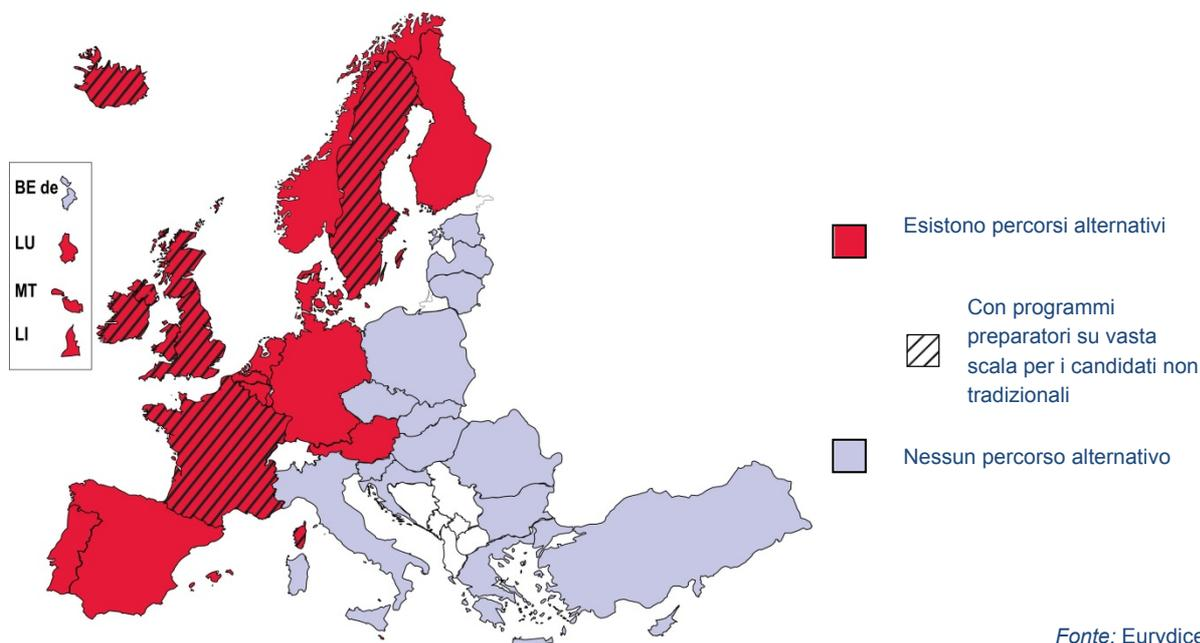 BE de
LU
MT
LI
Esistono percorsi alternativi
Con programmi
preparatori su vasta
scala per i candidati non
tradizionali
Nessun percorso alternativo
Fonte: Eurydice